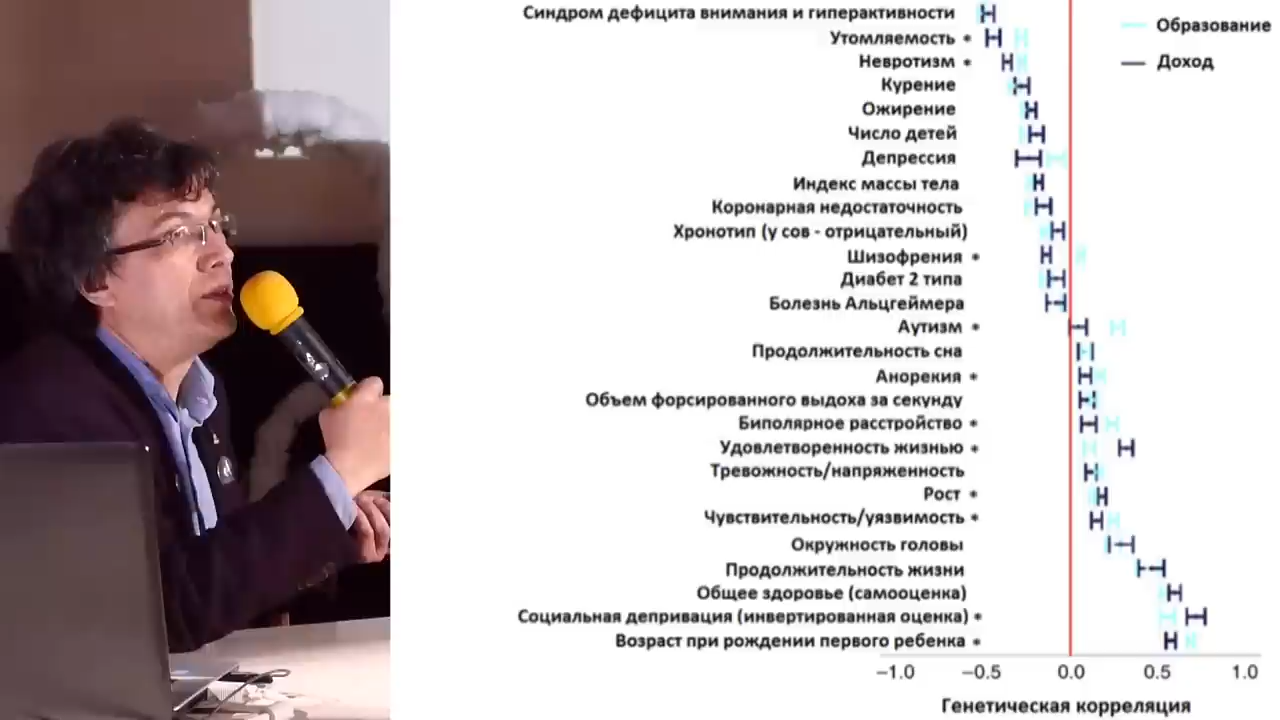 Синдром дефицита внимания и гиперактивности
Утомляемость *
Невротизм *
Курение
Ожирение
Число детей
Депрессия
Индекс массы тела
Коронарная недостаточность
Хронотип (у сов - отрицательный)
Шизофрения *
Диабет 2 типа
Болезнь Альцгеймера
Аутизм *
Продолжительность сна
Анорекия *
Объем форсированного выдоха за секунду
Биполярное расстройство *
Удовлетворенность жизнью *
Тревожность/напряженность
Рост *
Чувствительность/уязвимость *
Окружность головы
Продолжительность жизни
Общее здоровье (самооценка)
Социальная депривация (инвертированная оценка) *
Возраст при рождении первого ребенка *
Образование
Доход
−1.0 −0.5 0.0 0.5 1.0
Генетическая корреляция